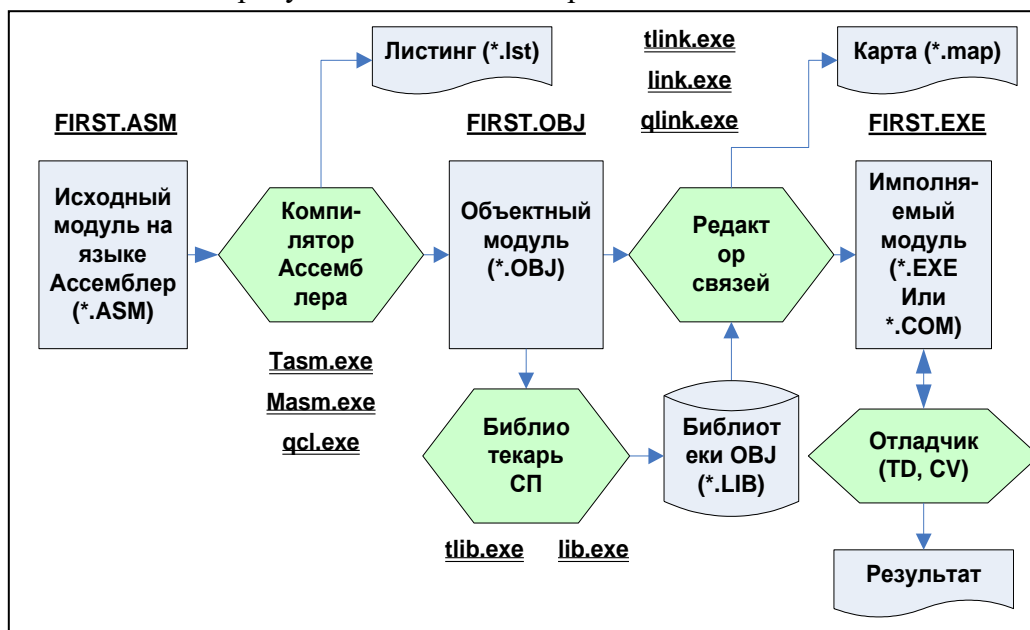 Листинг (*.lst)
tlink.exe
link.exe
qlink.exe
Карта (*.map)
FIRST.ASM
FIRST.OBJ
FIRST.EXE
Исходный
модуль на
языке
Ассемблер
(*.ASM)
Компи-
лятор
Ассемб
лера
Объектный
модуль
(*.OBJ)
Редакт
ор
связей
Имполня-
емый
модуль
(*.EXE
Или
*.COM)
Tasm.exe
Masm.exe
qcl.exe
Библио
текарь
СП
Библиот
еки OBJ
(*.LIB)
Отладчик
(TD, CV)
tlib.exe lib.exe
Результат